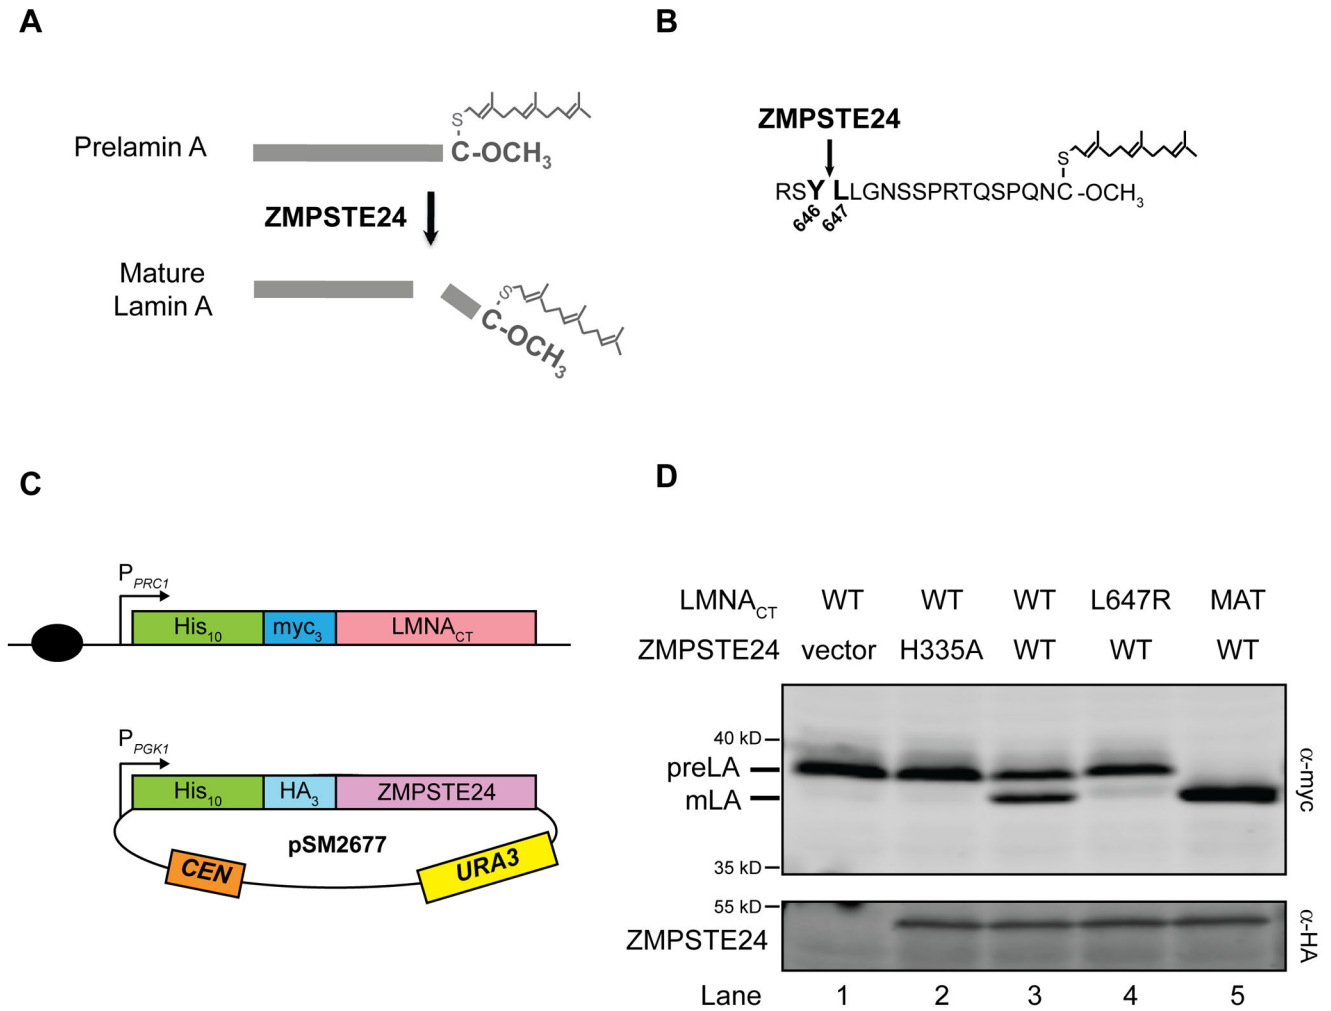 A
Prelamin A
S
C-OCH3
ZMPSTE24
Mature
Lamin A
S
C-OCH3
B
ZMPSTE24
S
RSY LLGNSSPRTQSPQNC-OCH3
646 647
C
PPRC1
His10 myc3 LMNACT
PPGK1
His10 HA3 ZMPSTE24
pSM2677
CEN URA3
D
LMNACT WT WT WT L647R MAT
ZMPSTE24 vector H335A WT WT WT
40 kD
preLA
mLA
35 kD
α-myc
55 kD
ZMPSTE24
α-HA
Lane 1 2 3 4 5